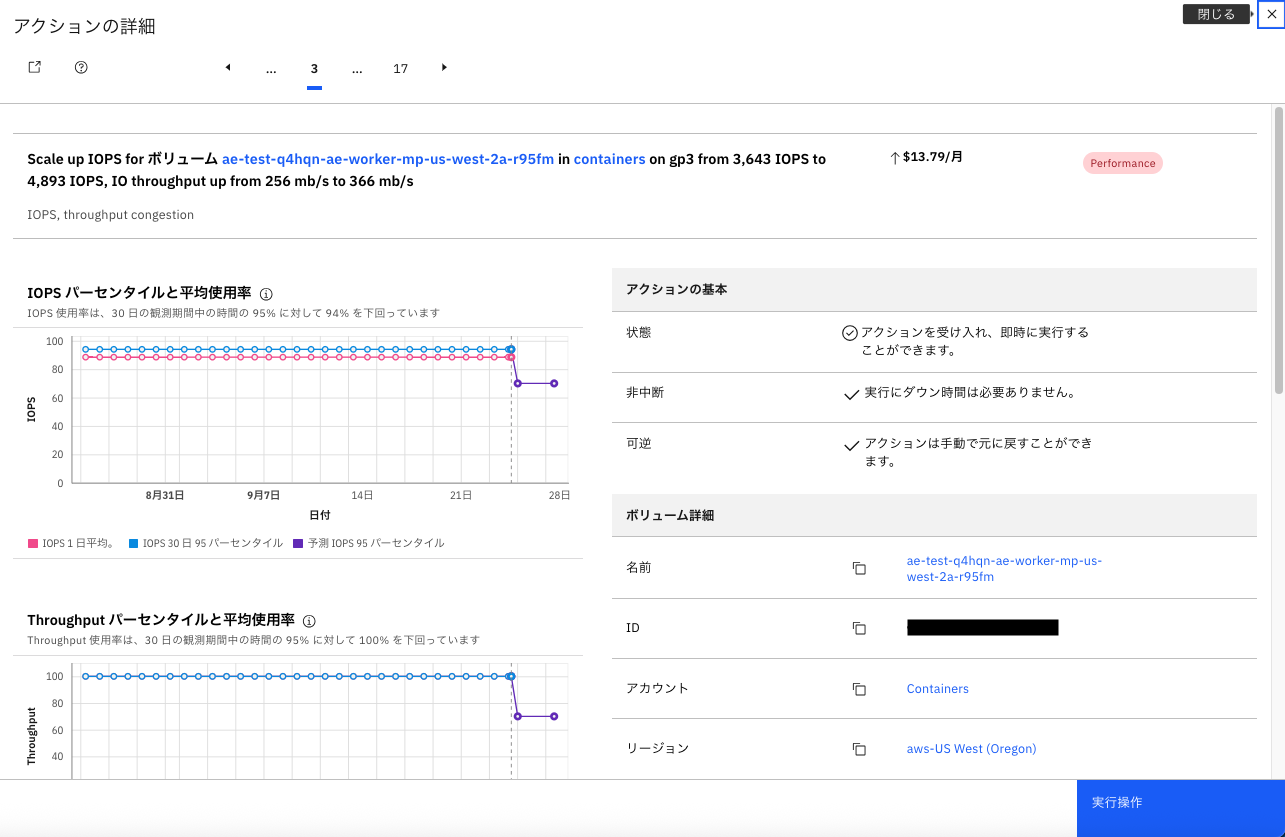 アクションの詳細
閉じる
... 3 ... 17
Scale up IOPS for ボリューム ae-test-q4hqn-ae-worker-mp-us-west-2a-r95fm in containers on gp3 from 3,643 IOPS to
4,893 IOPS, IO throughput up from 256 mb/s to 366 mb/s
IOPS, throughput congestion
$13.79/月
Performance
IOPS パーセンタイルと平均使用率
IOPS 使用率は、30 日の観測期間中の時間の 95% に対して 94% を下回っています
100
80
60
40
20
0
IOPS
8月31日 9月7日 14日 21日 28日
日付
IOPS 1 日平均。 IOPS 30 日 95 パーセンタイル 予測 IOPS 95 パーセンタイル
Throughput パーセンタイルと平均使用率
Throughput 使用率は、30 日の観測期間中の時間の 95% に対して 100% を下回っています
100
80
60
40
Throughput
アクションの基本
状態
アクションを受け入れ、即時に実行する
ことができます。
非中断
実行にダウン時間は必要ありません。
可逆
アクションは手動で元に戻すことができ
ます。
ボリューム詳細
名前
ae-test-q4hqn-ae-worker-mp-us-
west-2a-r95fm
ID
アカウント
Containers
リージョン
aws-US West (Oregon)
実行操作